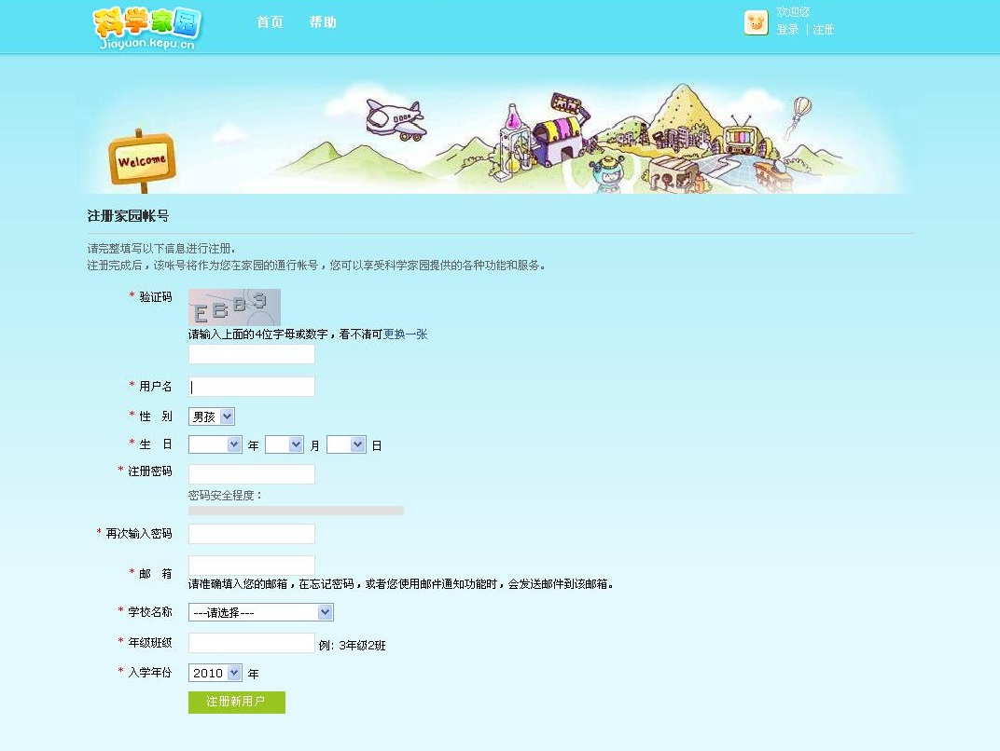 科学家园
Jiayuan.kepu.cn
首页 帮助
欢迎您
登录 | 注册
Welcome
注册家园帐号
请完整填写以下信息进行注册。
注册完成后，该帐号将作为您在家园的通行帐号，您可以享受科学家园提供的各种功能和服务。
* 验证码
EBB9
请输入上面的4位字母或数字，看不清可更换一张
* 用户名
* 性 别 男孩
* 生 日 年 月 日
* 注册密码
密码安全程度：
* 再次输入密码
* 邮 箱
请准确填入您的邮箱，在忘记密码，或者您使用邮件通知功能时，会发送邮件到该邮箱。
* 学校名称 ---请选择---
* 年级班级 例: 3年级2班
* 入学年份 2010 年
注册新用户